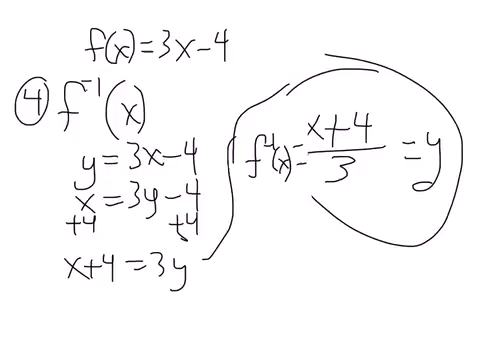 f(x)=3x-4
④ f⁻¹(x)
y=3x-4
x=3y-4
+4 +4
x+4=3y
f⁻¹(x)=(x+4)/3=y